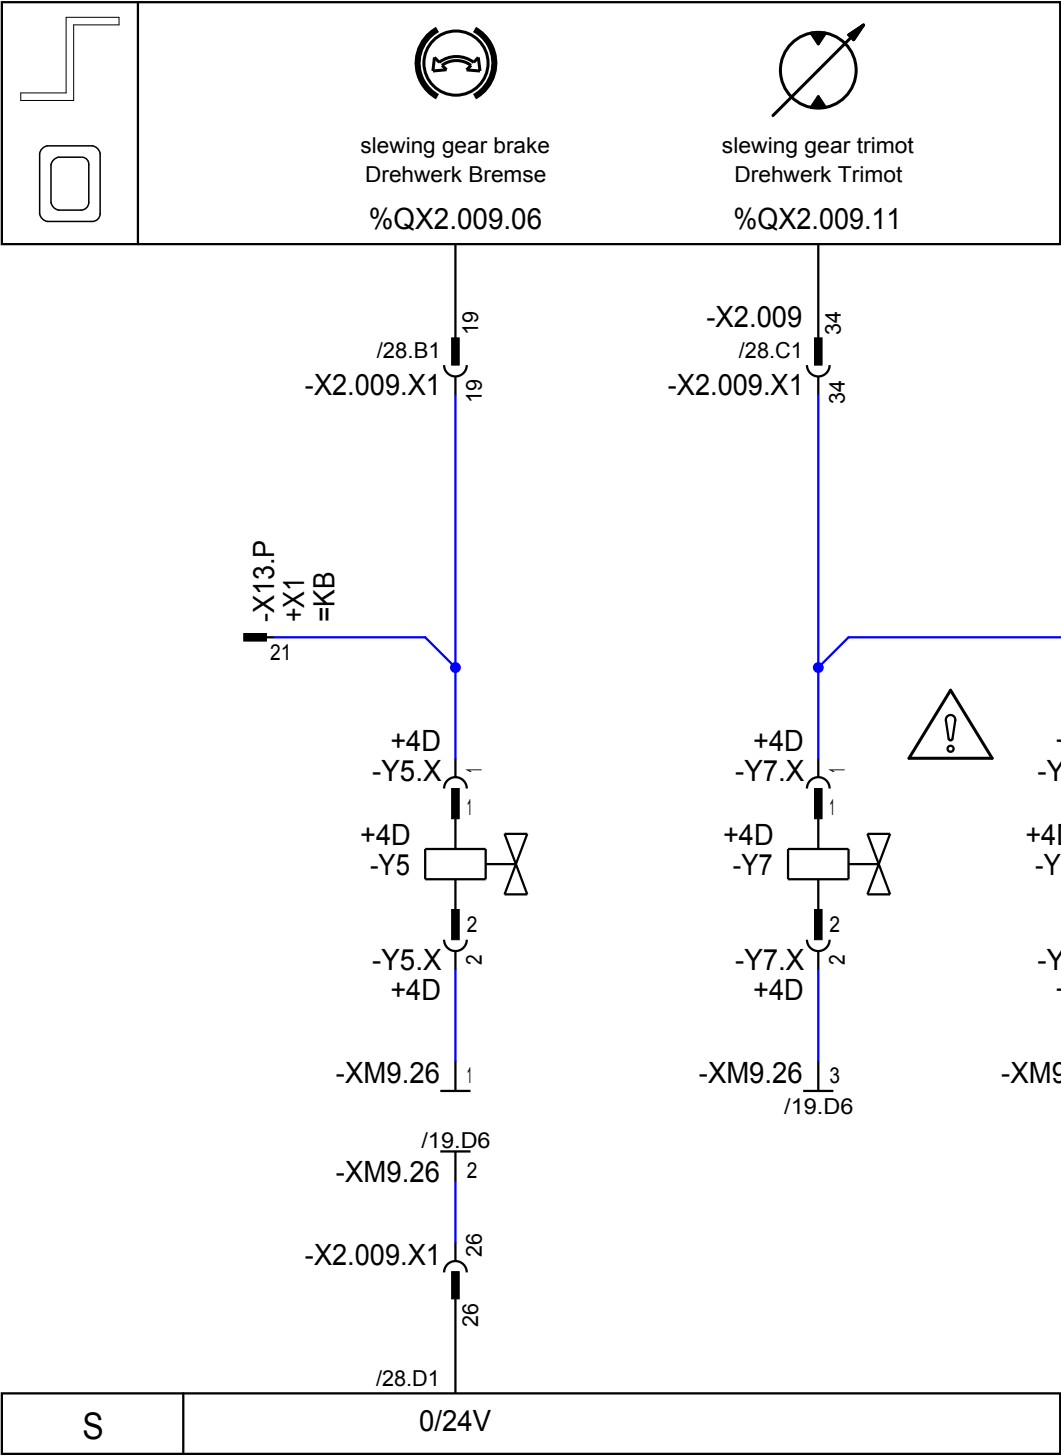 slewing gear brake
Drehwerk Bremse
%QX2.009.06
slewing gear trimot
Drehwerk Trimot
%QX2.009.11
19
/28.B1
-X2.009.X1
19
-X2.009
34
/28.C1
-X2.009.X1
34
-X13.P
+X1
=KB
21
+4D
-Y5.X
1
1
+4D
-Y5
2
-Y5.X
2
+4D
-XM9.26
1
+4D
-Y7.X
1
1
+4D
-Y7
2
-Y7.X
2
+4D
-XM9.26
3
/19.D6
-Y
+4D
-Y
-Y
-XM9
/19.D6
-XM9.26
2
-X2.009.X1
26
26
/28.D1
S
0/24V